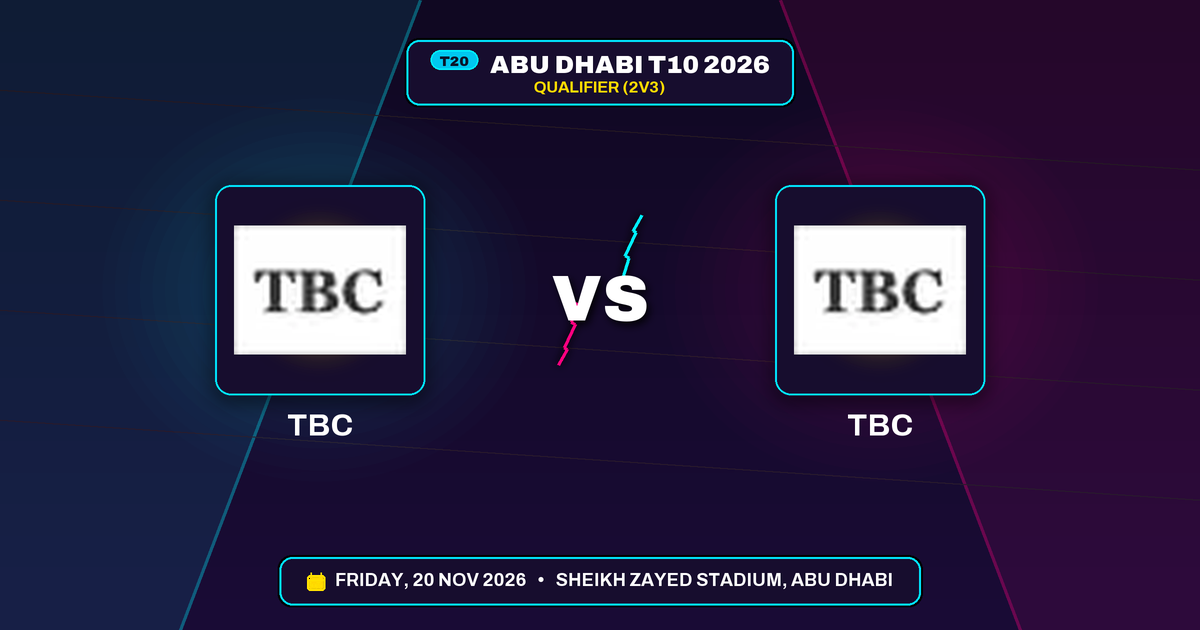 T20 ABU DHABI T10 2026
QUALIFIER (2V3)
TBC
VS
TBC
TBC
TBC
FRIDAY, 20 NOV 2026 • SHEIKH ZAYED STADIUM, ABU DHABI